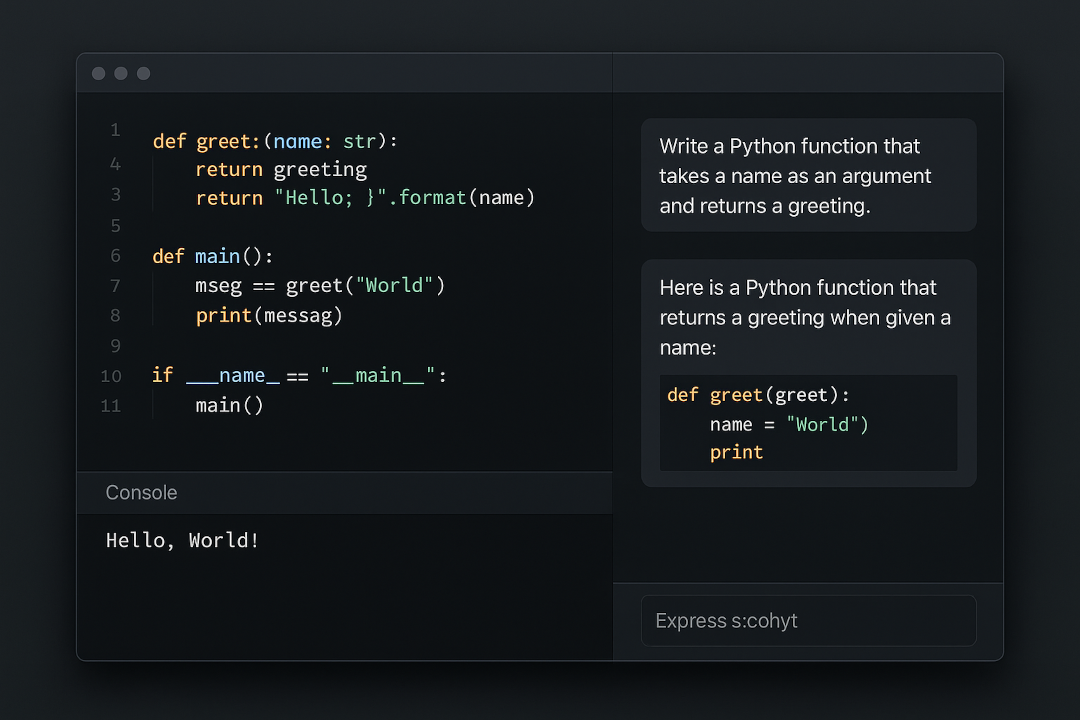 1
def greet:(name: str):
4
return greeting
3
return "Hello; }".format(name)
5
6
def main():
7
mseg == greet("World")
8
print(messag)
9
10
if ___name_ == "__main__":
11
main()
Console
Hello, World!
Write a Python function that
takes a name as an argument
and returns a greeting.
Here is a Python function that
returns a greeting when given a
name:
def greet(greet):
name = "World")
print
Express s:cohyt